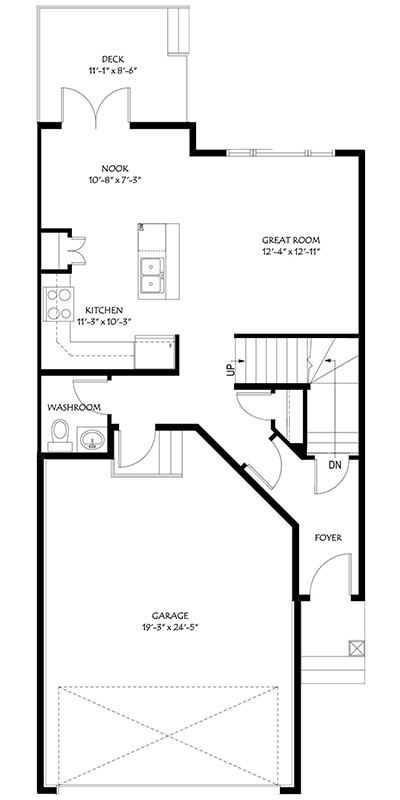 DECK
11'-1" x 8'-6"
NOOK
10'-8" x 7'-3"
DW
GREAT ROOM
12'-4" x 12'-11"
KITCHEN
11'-3" x 10'-3"
UP
WASHROOM
DN
FOYER
GARAGE
19'-3" x 24'-5"